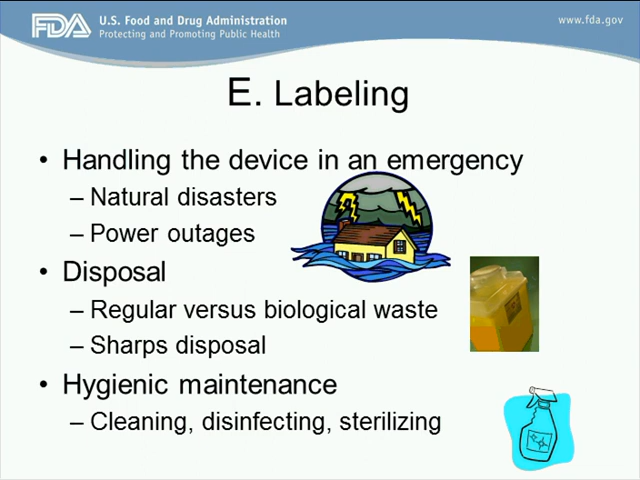 FDA U.S. Food and Drug Administration
Protecting and Promoting Public Health
www.fda.gov
E. Labeling
• Handling the device in an emergency
– Natural disasters
– Power outages
• Disposal
– Regular versus biological waste
– Sharps disposal
• Hygienic maintenance
– Cleaning, disinfecting, sterilizing